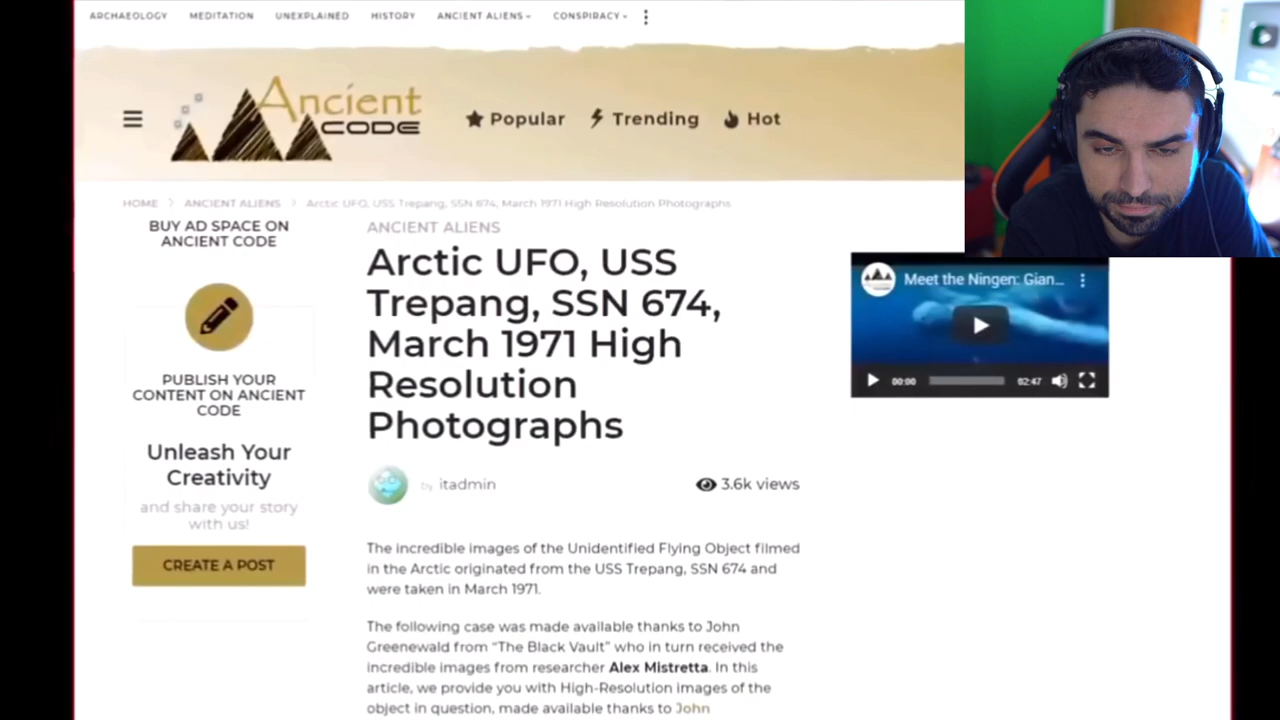 ARCHAEOLOGY MEDITATION UNEXPLAINED HISTORY ANCIENT ALIENS CONSPIRACY
Ancient
CODE
Popular Trending Hot
HOME ANCIENT ALIENS Arctic UFO, USS Trepang, SSN 674, March 1971 High Resolution Photographs
BUY AD SPACE ON
ANCIENT CODE
PUBLISH YOUR
CONTENT ON ANCIENT
CODE
Unleash Your
Creativity
and share your story
with us!
CREATE A POST
ANCIENT ALIENS
Arctic UFO, USS
Trepang, SSN 674,
March 1971 High
Resolution
Photographs
by itadmin
3.6k views
The incredible images of the Unidentified Flying Object filmed
in the Arctic originated from the USS Trepang, SSN 674 and
were taken in March 1971.
The following case was made available thanks to John
Greenewald from “The Black Vault” who in turn received the
incredible images from researcher Alex Mistretta. In this
article, we provide you with High-Resolution images of the
object in question, made available thanks to John
Meet the Ningen: Gian...
00:00 02:47